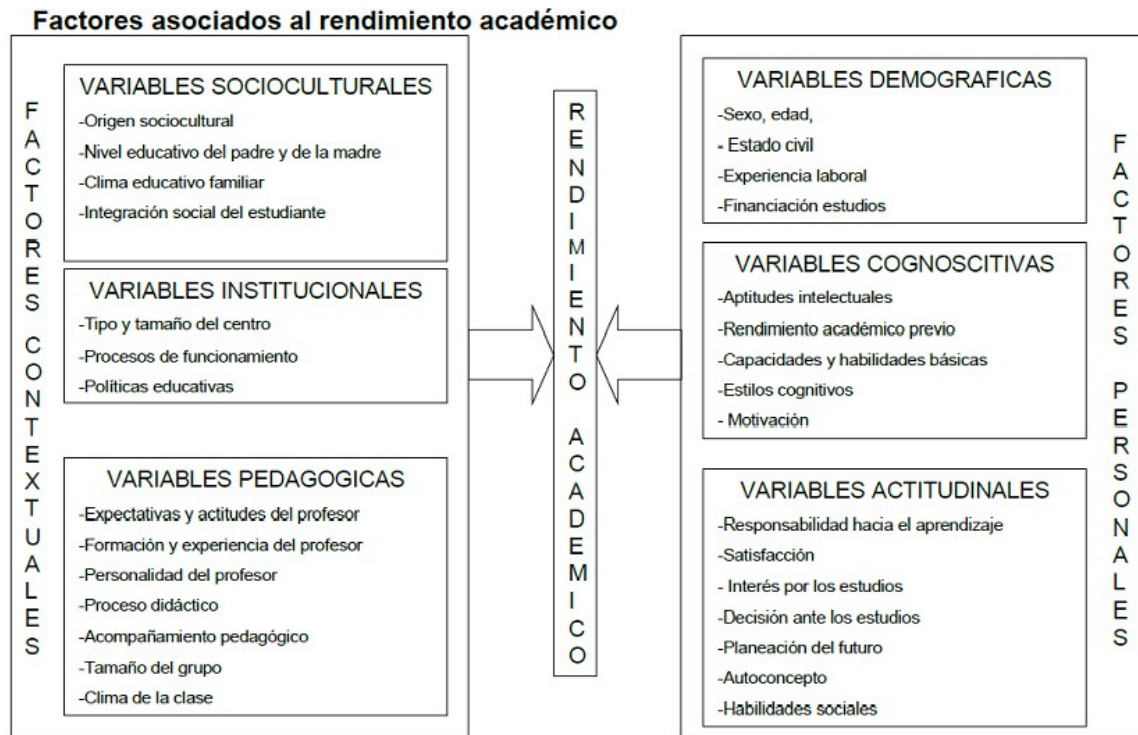 Factores asociados al rendimiento académico
FACTORES CONTEXTUALES
VARIABLES SOCIOCULTURALES
-Origen sociocultural
-Nivel educativo del padre y de la madre
-Clima educativo familiar
-Integración social del estudiante
VARIABLES INSTITUCIONALES
-Tipo y tamaño del centro
-Procesos de funcionamiento
-Políticas educativas
VARIABLES PEDAGOGICAS
-Expectativas y actitudes del profesor
-Formación y experiencia del profesor
-Personalidad del profesor
-Proceso didáctico
-Acompañamiento pedagógico
-Tamaño del grupo
-Clima de la clase
RENDIMIENTO ACADEMICO
VARIABLES DEMOGRAFICAS
-Sexo, edad,
- Estado civil
-Experiencia laboral
-Financiación estudios
VARIABLES COGNOSCITIVAS
-Aptitudes intelectuales
-Rendimiento académico previo
-Capacidades y habilidades básicas
-Estilos cognitivos
- Motivación
VARIABLES ACTITUDINALES
-Responsabilidad hacia el aprendizaje
-Satisfacción
- Interés por los estudios
-Decisión ante los estudios
-Planeación del futuro
-Autoconcepto
-Habilidades sociales
FACTORES PERSONALES